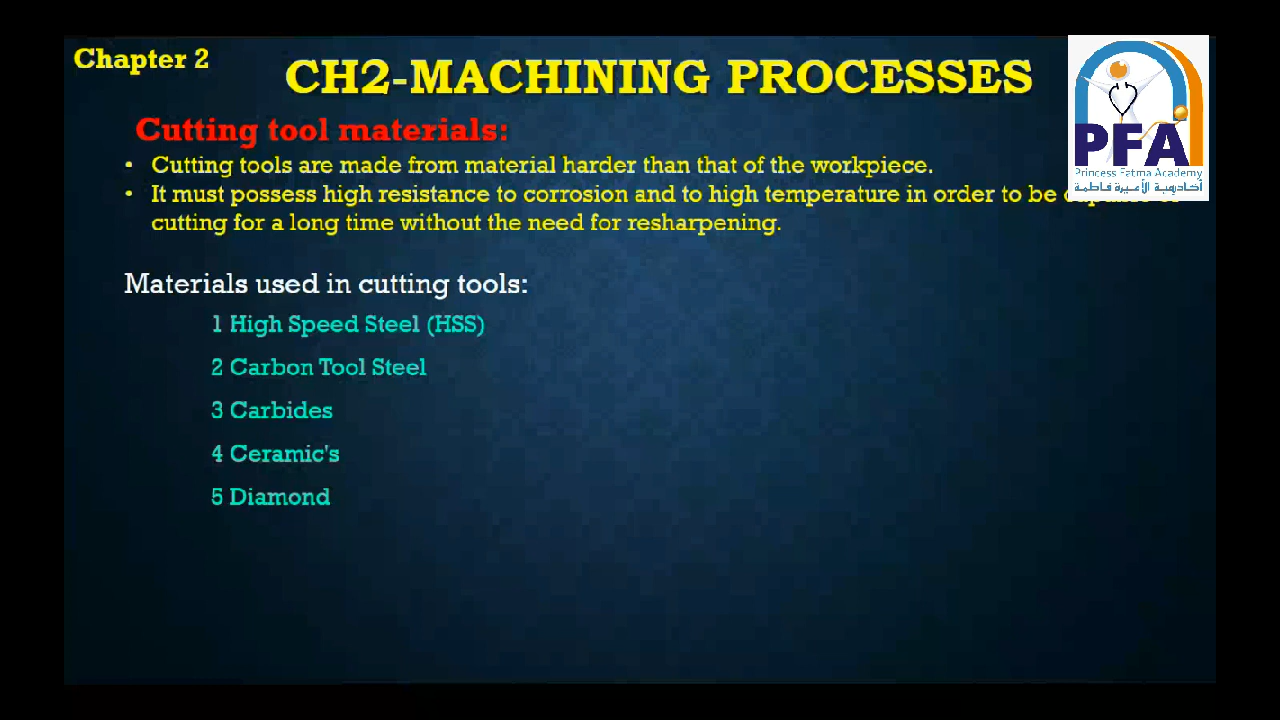 Chapter 2
CH2-MACHINING PROCESSES
PFA
Princess Fatma Academy
أكاديمية الأميرة فاطمة
Cutting tool materials:
• Cutting tools are made from material harder than that of the workpiece.
• It must possess high resistance to corrosion and to high temperature in order to be
cutting for a long time without the need for resharpening.
Materials used in cutting tools:
1 High Speed Steel (HSS)
2 Carbon Tool Steel
3 Carbides
4 Ceramic's
5 Diamond